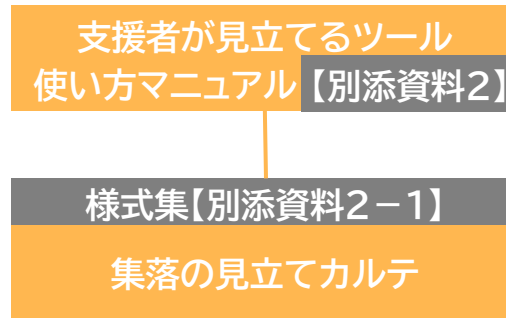 支援者が見立てるツール
使い方マニュアル【別添資料2】
様式集【別添資料2－1】
集落の見立てカルテ